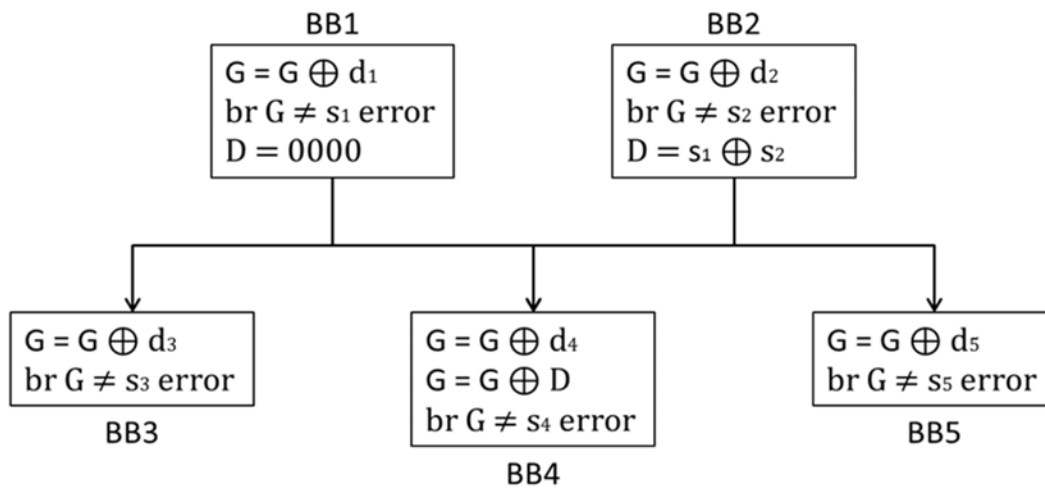 BB1
G = G ⊕ d₁
br G ≠ s₁ error
D = 0000
BB2
G = G ⊕ d₂
br G ≠ s₂ error
D = s₁ ⊕ s₂
G = G ⊕ d₃
br G ≠ s₃ error
BB3
G = G ⊕ d₄
G = G ⊕ D
br G ≠ s₄ error
BB4
G = G ⊕ d₅
br G ≠ s₅ error
BB5